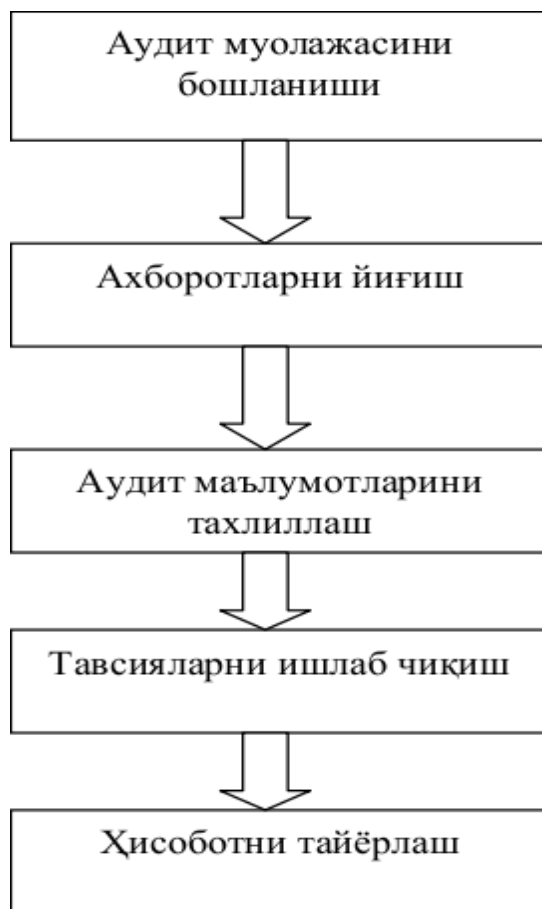 Аудит муолажасини
бошланиши
Ахборотларни йиғиш
Аудит маълумотларини
тахлиллаш
Тавсияларни ишлаб чиқиш
Ҳисоботни тайёрлаш